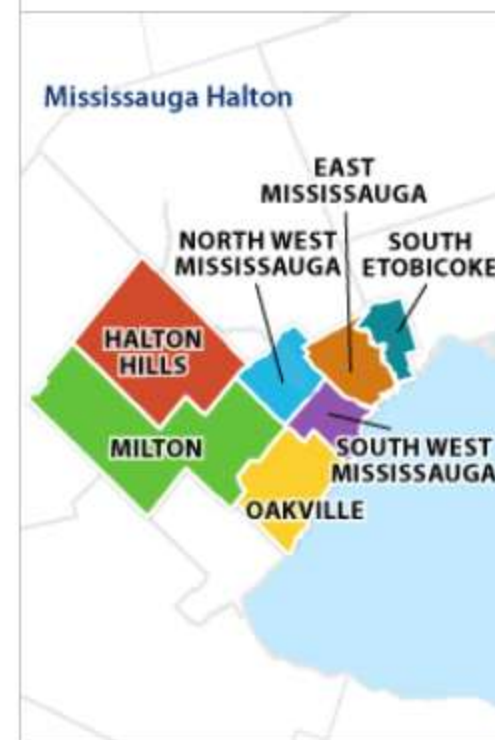 Mississauga Halton
EAST
MISSISSAUGA
NORTH WEST
MISSISSAUGA
SOUTH
ETOBICOKE
HALTON
HILLS
MILTON
SOUTH WEST
MISSISSAUGA
OAKVILLE